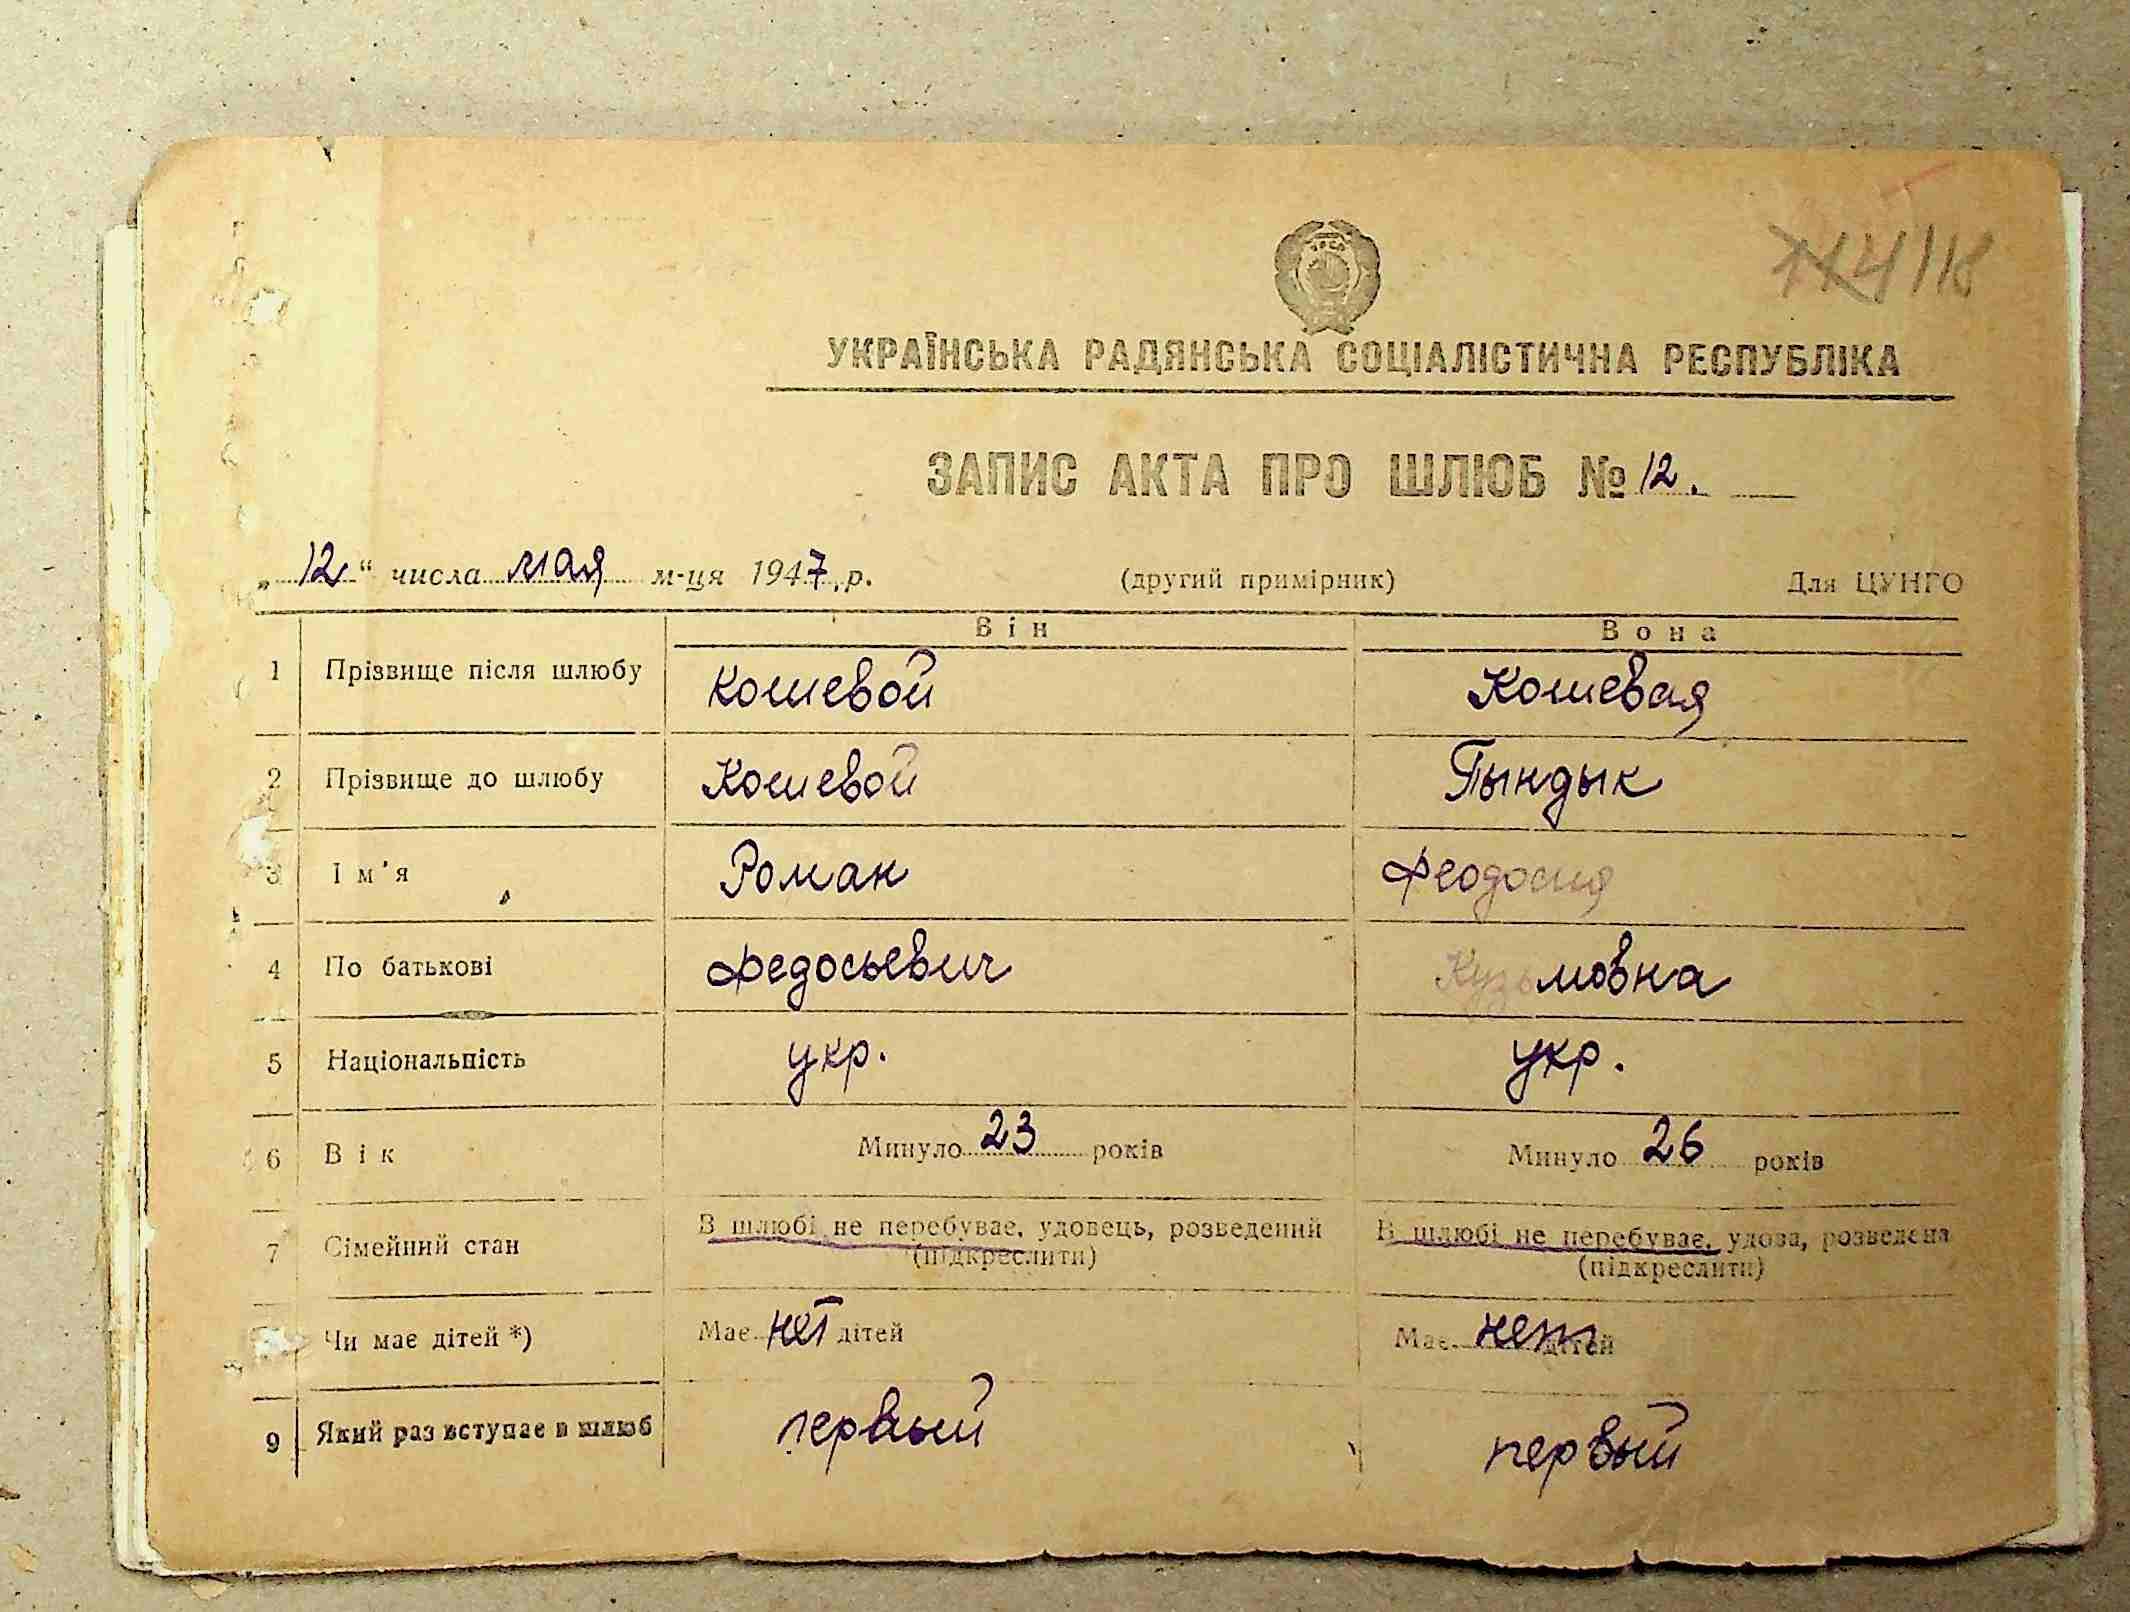 УКРАЇНСЬКА РАДЯНСЬКА СОЦІАЛІСТИЧНА РЕСПУБЛІКА
ЗАПИС АКТА ПРО ШЛЮБ № 12.
„12“ числа мая м-ця 1947 р. (другий примірник) Для ЦУНГО
Він Вона
1 Прізвище після шлюбу Кошевой Кошевая
2 Прізвище до шлюбу Кошевой Тындык
3 Ім'я Роман Феодосия
4 По батькові Федосьевич Кузьмовна
5 Національність укр. укр.
6 Вік Минуло 23 років Минуло 26 років
7 Сімейний стан В шлюбі не перебуває, удовець, розведений (підкреслити) В шлюбі не перебуває, удова, розведена (підкреслити)
Чи має дітей *) Має нет дітей Має нет дітей
9 Який раз вступає в шлюб первый первый